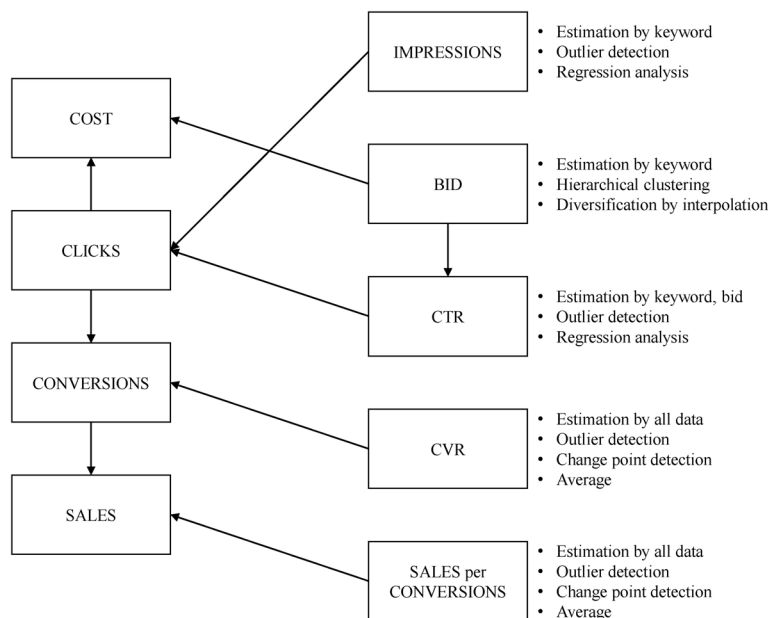 IMPRESSIONS
• Estimation by keyword
• Outlier detection
• Regression analysis
COST
BID
• Estimation by keyword
• Hierarchical clustering
• Diversification by interpolation
CLICKS
CTR
• Estimation by keyword, bid
• Outlier detection
• Regression analysis
CONVERSIONS
CVR
• Estimation by all data
• Outlier detection
• Change point detection
• Average
SALES
SALES per
CONVERSIONS
• Estimation by all data
• Outlier detection
• Change point detection
• Average